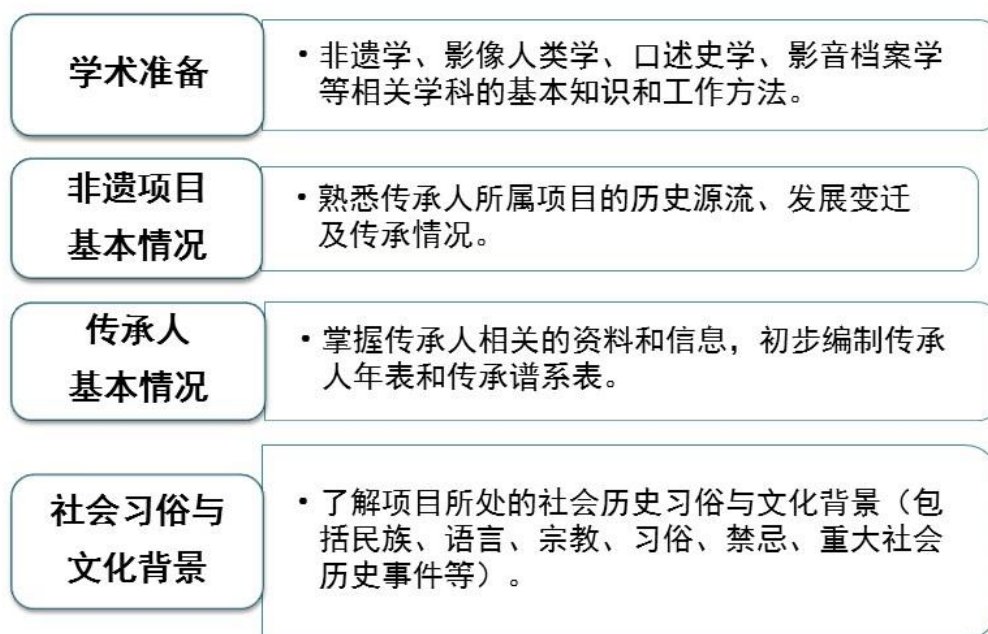 学术准备
• 非遗学、影像人类学、口述史学、影音档案学
等相关学科的基本知识和工作方法。
非遗项目
基本情况
• 熟悉传承人所属项目的历史源流、发展变迁
及传承情况。
传承人
基本情况
• 掌握传承人相关的资料和信息，初步编制传承
人年表和传承谱系表。
社会习俗与
文化背景
• 了解项目所处的社会历史习俗与文化背景（包
括民族、语言、宗教、习俗、禁忌、重大社会
历史事件等）。